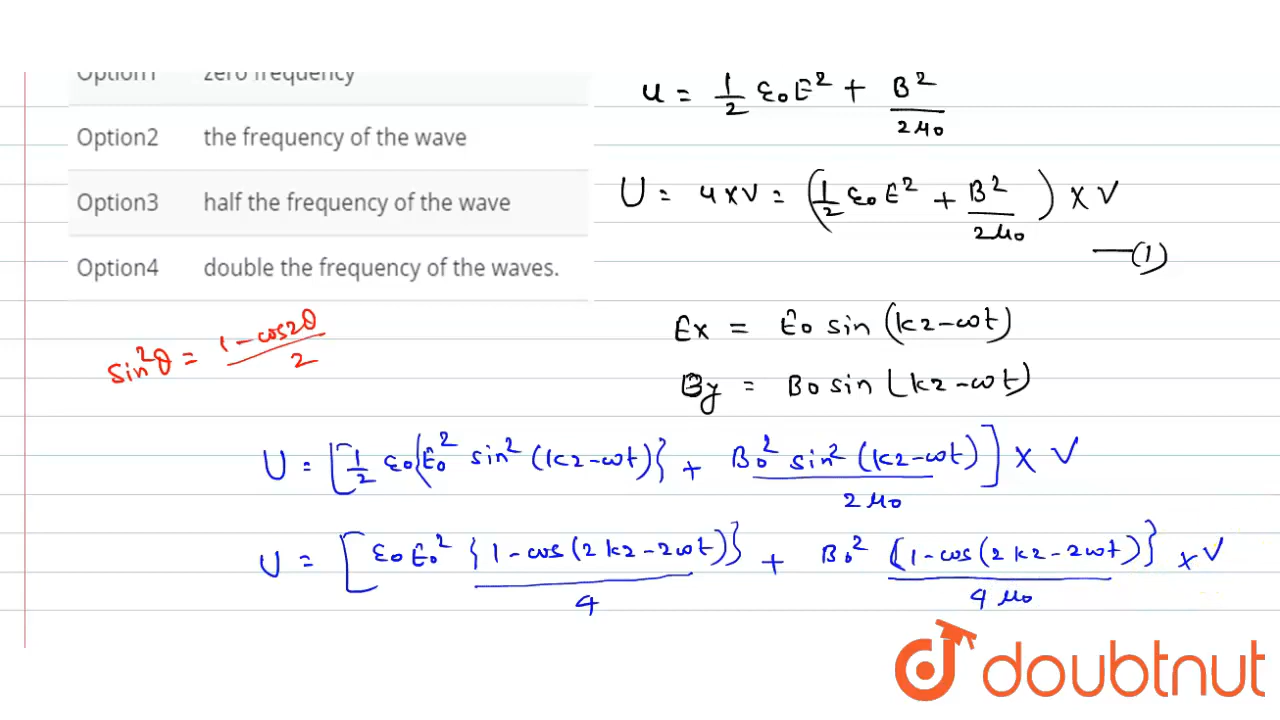 Option1 zero frequency
Option2 the frequency of the wave
Option3 half the frequency of the wave
Option4 double the frequency of the waves.
u = 1/2 ε0E² + B²/2μ0
U = u×V = (1/2 ε0E² + B²/2μ0) × V
—(1)
Ex = E0 sin (kz-ωt)
By = B0 sin (kz-ωt)
sin²θ = 1-cos2θ/2
U = [1/2 ε0{E0² sin² (kz-ωt)} + B0² sin² (kz-ωt)/2μ0] × V
U = [ε0E0² {1-cos(2kz-2ωt)}/4 + B0² {1-cos(2kz-2ωt)}/4μ0 × V
doubtnut